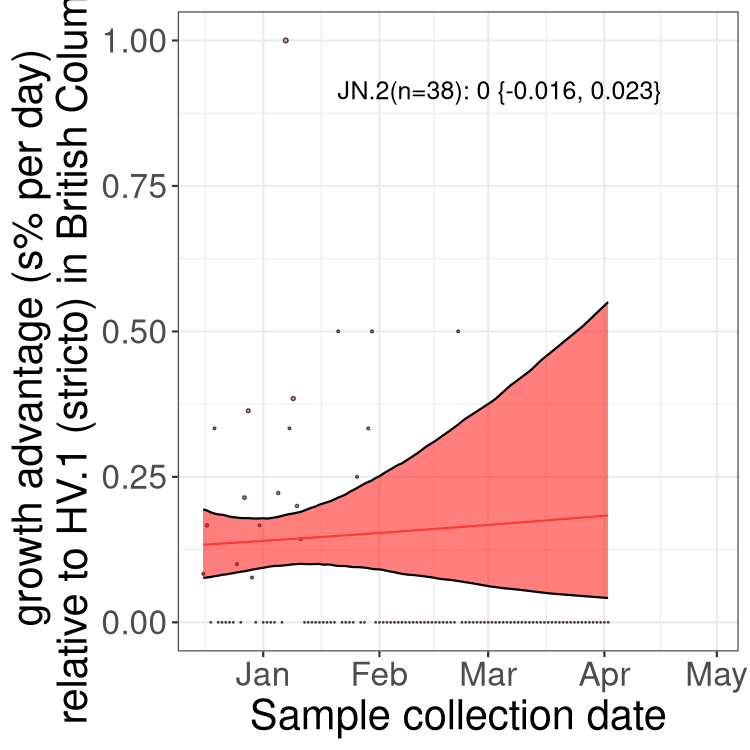 growth advantage (s% per day)
relative to HV.1 (stricto) in British Colum
1.00
0.75
0.50
0.25
0.00
JN.2(n=38): 0 {-0.016, 0.023}
Jan Feb Mar Apr May
Sample collection date